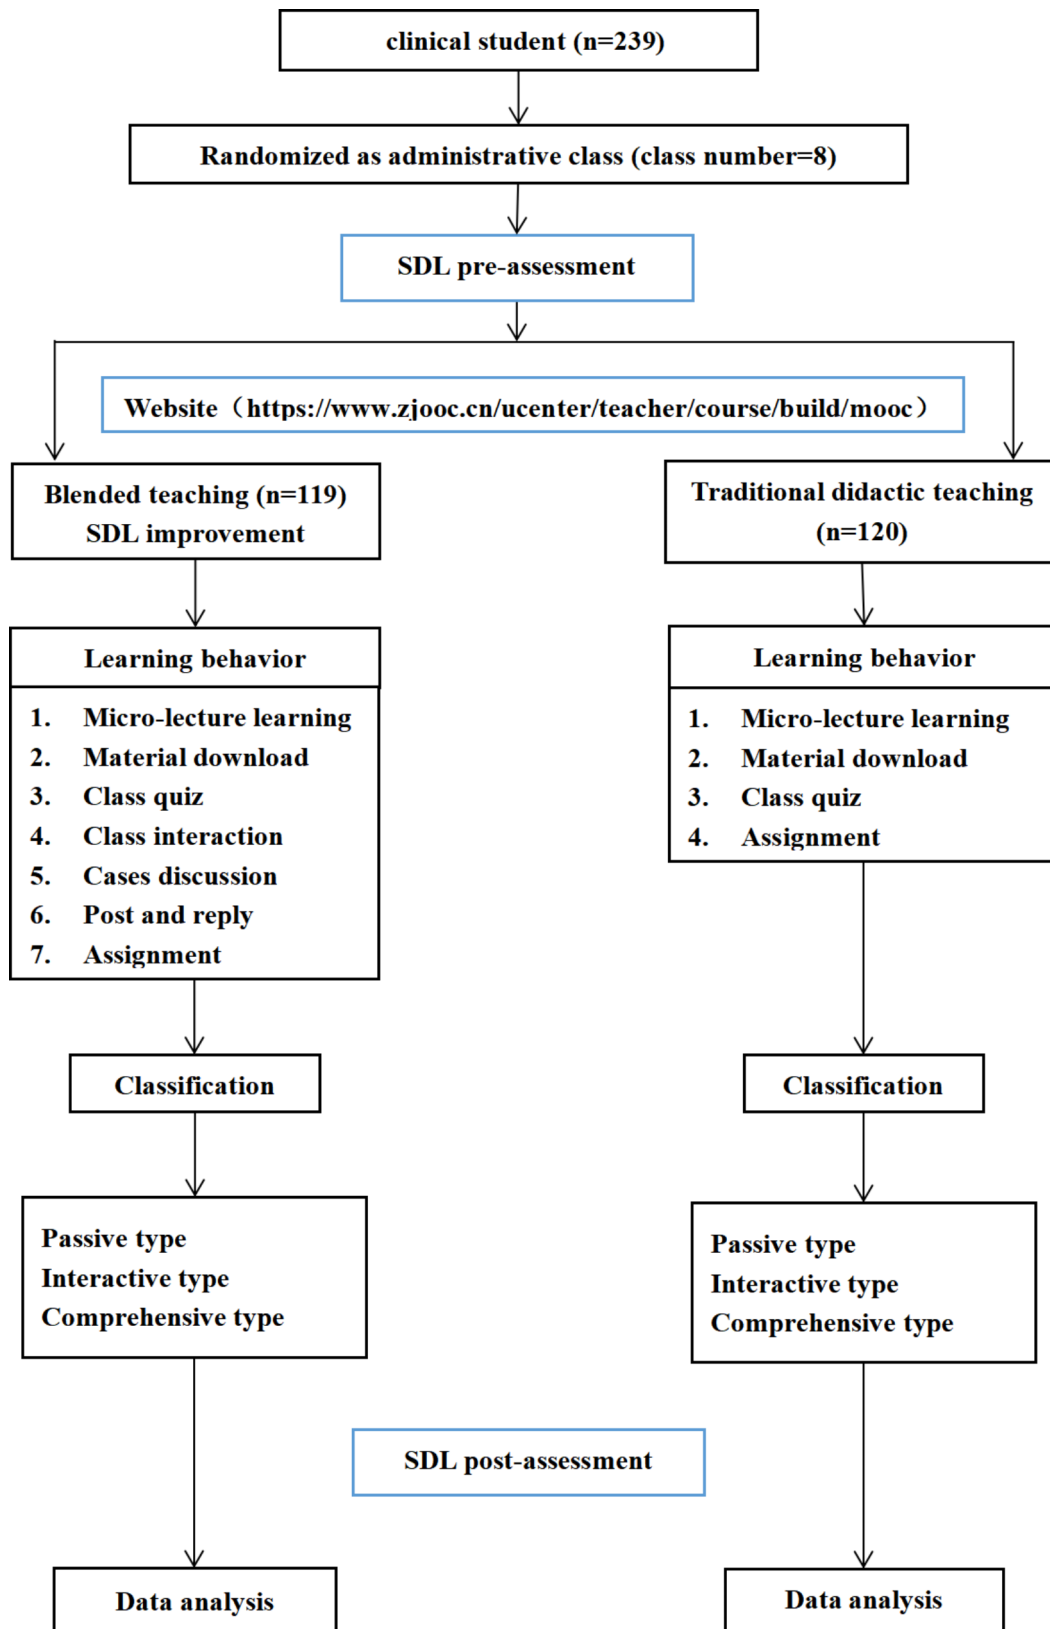 clinical student (n=239)
Randomized as administrative class (class number=8)
SDL pre-assessment
Website（https://www.zjooc.cn/ucenter/teacher/course/build/mooc）
Blended teaching (n=119)
SDL improvement
Traditional didactic teaching
(n=120)
Learning behavior
1. Micro-lecture learning
2. Material download
3. Class quiz
4. Class interaction
5. Cases discussion
6. Post and reply
7. Assignment
Learning behavior
1. Micro-lecture learning
2. Material download
3. Class quiz
4. Assignment
Classification
Classification
Passive type
Interactive type
Comprehensive type
Passive type
Interactive type
Comprehensive type
SDL post-assessment
Data analysis
Data analysis